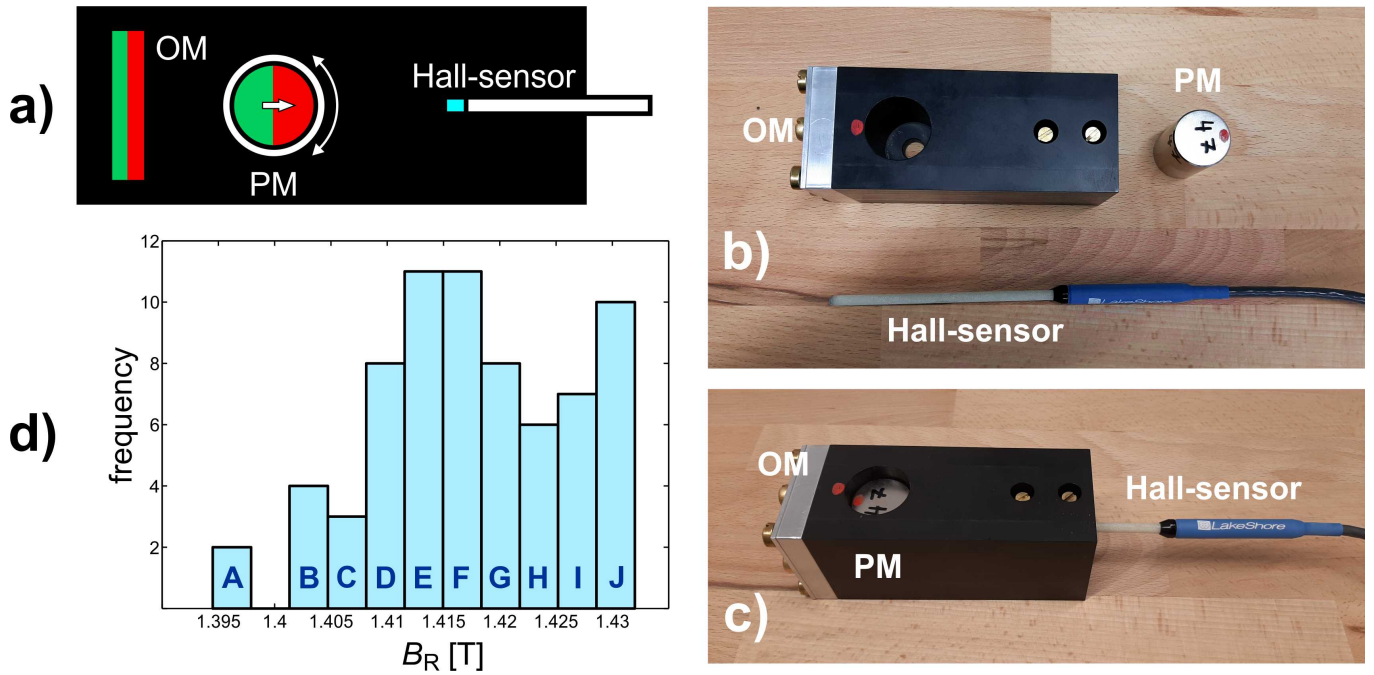 a)
OM
Hall-sensor
PM
b)
OM
PM
47
LakeShore
Hall-sensor
c)
OM
47
PM
Hall-sensor
LakeShore
d)
frequency
12
10
8
6
4
2
A B C D E F G H I J
1.395 1.4 1.405 1.41 1.415 1.42 1.425 1.43
B_R [T]